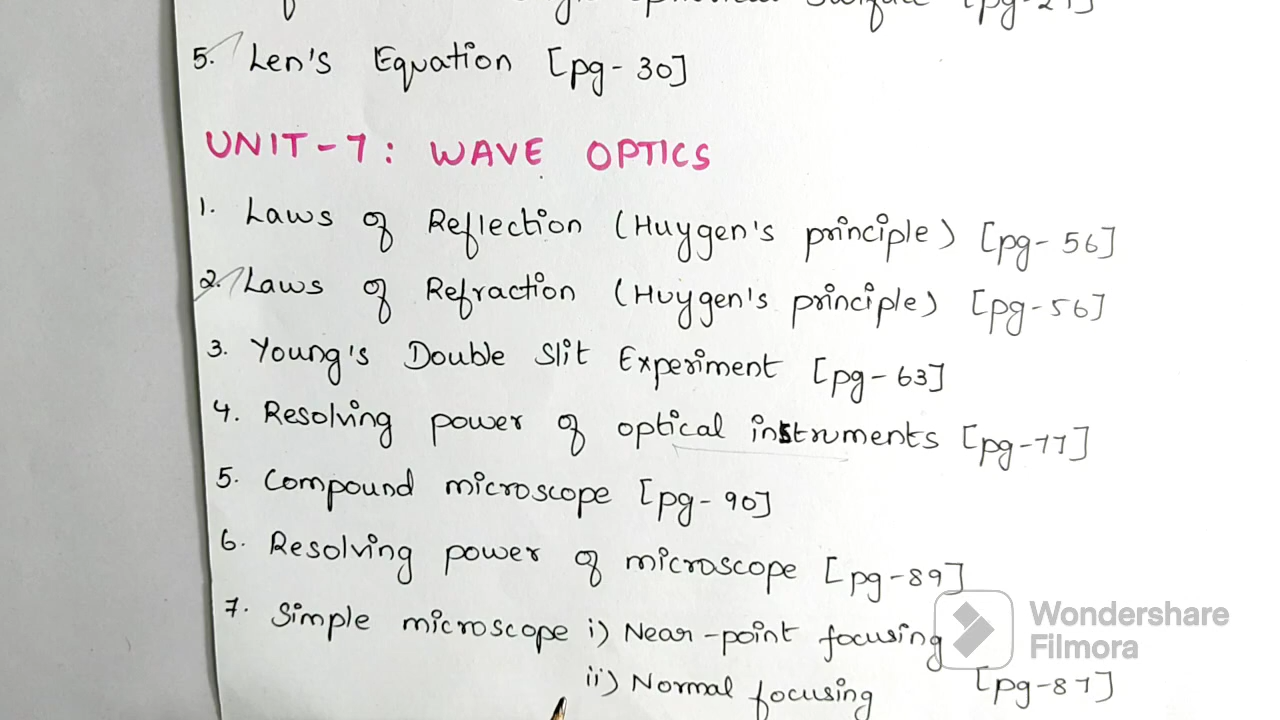 Surface [pg-29]
5. Len's Equation [pg-30]
UNIT-7: WAVE OPTICS
1. Laws of Reflection (Huygen's principle) [pg-56]
2. Laws of Refraction (Huygen's principle) [pg-56]
3. Young's Double Slit Experiment [pg-63]
4. Resolving power of optical instruments [pg-77]
5. Compound microscope [pg-90]
6. Resolving power of microscope [pg-89]
7. Simple microscope i) Near-point focusing
ii) Normal focusing [pg-87]
Wondershare
Filmora